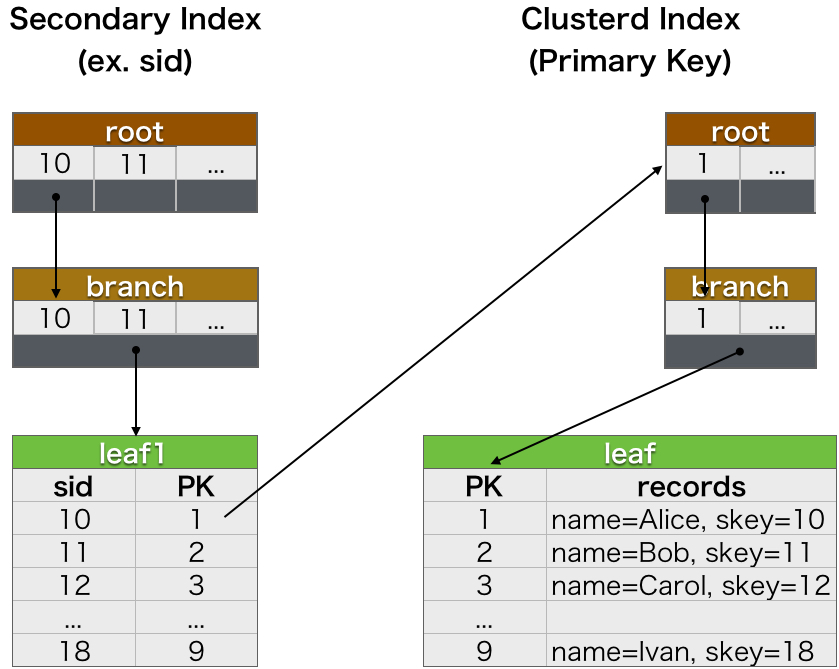 Secondary Index
(ex. sid)
root
10 11 ...
branch
10 11 ...
leaf1
sid PK
10 1
11 2
12 3
... ...
18 9
Clusterd Index
(Primary Key)
root
1 ...
branch
1 ...
leaf
PK records
1 name=Alice, skey=10
2 name=Bob, skey=11
3 name=Carol, skey=12
...
9 name=Ivan, skey=18